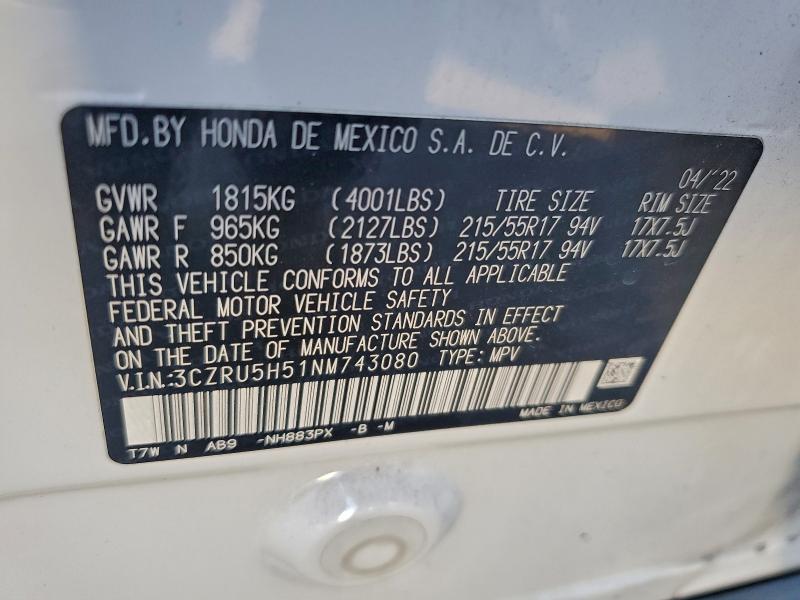 MFD.BY HONDA DE MEXICO S.A. DE C.V.
04/'22
GVWR 1815KG (4001LBS) TIRE SIZE RIM SIZE
GAWR F 965KG (2127LBS) 215/55R17 94V 17X7.5J
GAWR R 850KG (1873LBS) 215/55R17 94V 17X7.5J
THIS VEHICLE CONFORMS TO ALL APPLICABLE
FEDERAL MOTOR VEHICLE SAFETY
AND THEFT PREVENTION STANDARDS IN EFFECT
ON THE DATE OF MANUFACTURE SHOWN ABOVE.
V.I.N:3CZRU5H51NM743080 TYPE: MPV
MADE IN MEXICO
T7W N AB9 -NH883PX -B -M